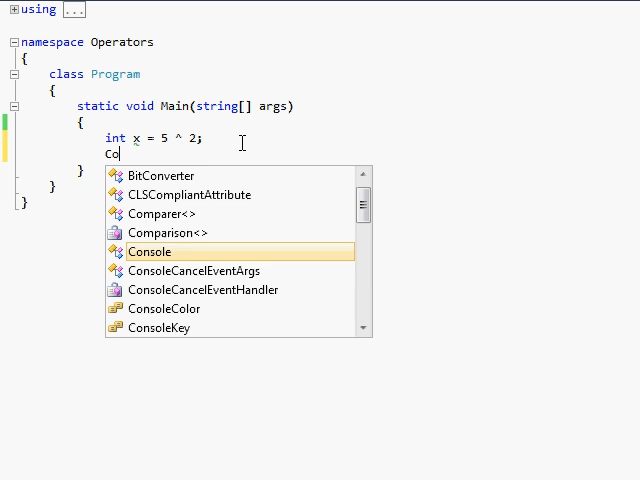 using ...
namespace Operators
{
class Program
{
static void Main(string[] args)
{
int x = 5 ^ 2;
Co
}
}
}
BitConverter
CLSCompliantAttribute
Comparer<>
Comparison<>
Console
ConsoleCancelEventArgs
ConsoleCancelEventHandler
ConsoleColor
ConsoleKey